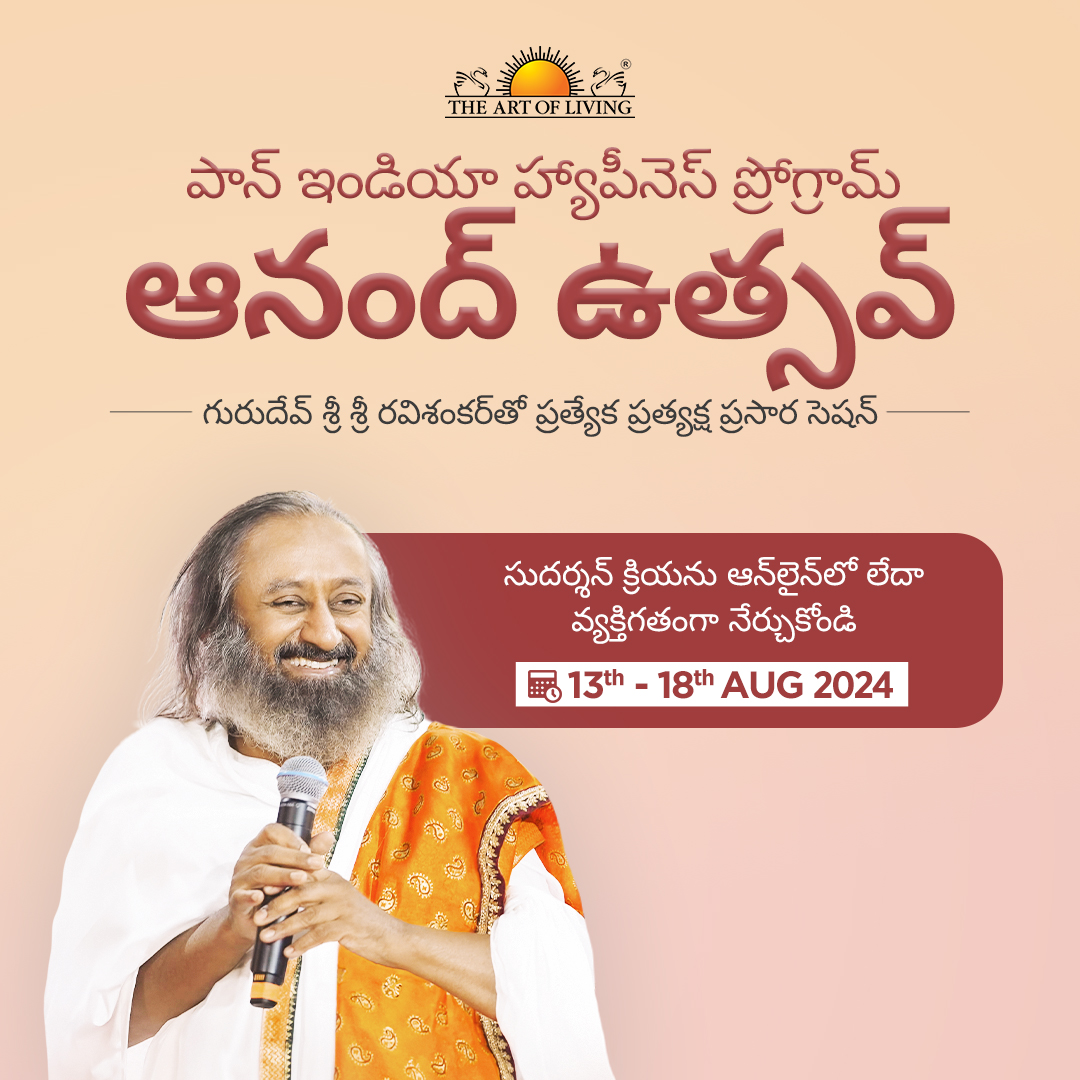 THE ART OF LIVING
పాన్ ఇండియా హ్యాపీనెస్ ప్రోగ్రామ్
ఆనంద్ ఉత్సవ్
గురుదేవ్ శ్రీ శ్రీ రవిశంకర్‌తో ప్రత్యేక ప్రత్యక్ష ప్రసార సెషన్
సుదర్శన్ క్రియను ఆన్‌లైన్‌లో లేదా
వ్యక్తిగతంగా నేర్చుకోండి
13th - 18th AUG 2024